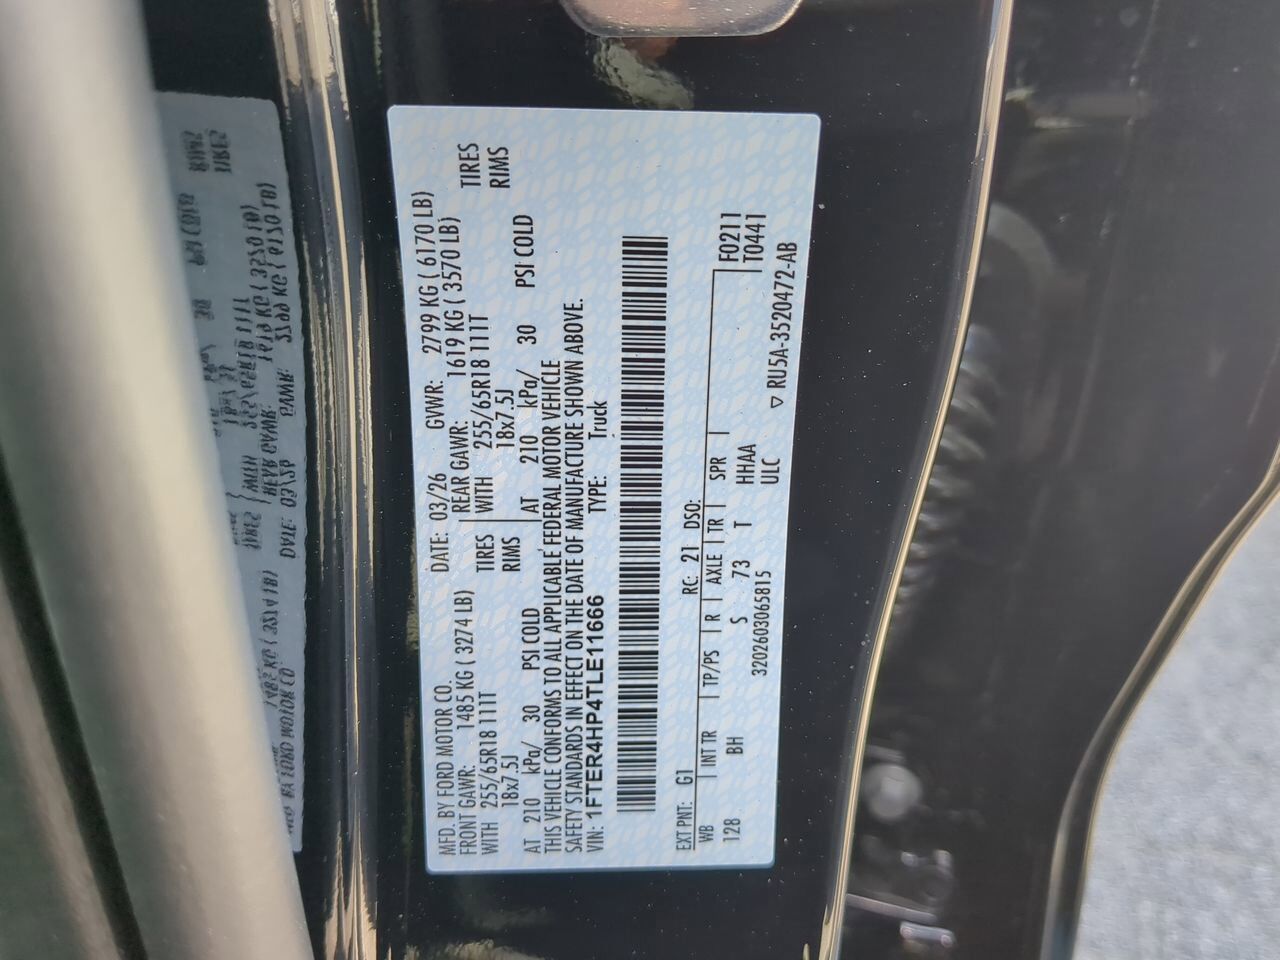 MFD. BY FORD MOTOR CO.
DATE: 03/26 GVWR: 2799 KG ( 6170 LB)
FRONT GAWR: 1485 KG ( 3274 LB) REAR GAWR: 1619 KG ( 3570 LB)
WITH 255/65R18 111T TIRES WITH 255/65R18 111T TIRES
18x7.5J RIMS 18x7.5J RIMS
AT 210 kPa/ 30 PSI COLD AT 210 kPa/ 30 PSI COLD
THIS VEHICLE CONFORMS TO ALL APPLICABLE FEDERAL MOTOR VEHICLE
SAFETY STANDARDS IN EFFECT ON THE DATE OF MANUFACTURE SHOWN ABOVE.
VIN: 1FTER4HP4TLE11666 TYPE: Truck
EXT PNT: G1 RC: 21 DSO:
WB INT TR TP/PS R AXLE TR SPR F0211
128 BH S 73 T HHAA T0441
3202603065815 ULC ▽ RU5A-3520472-AB